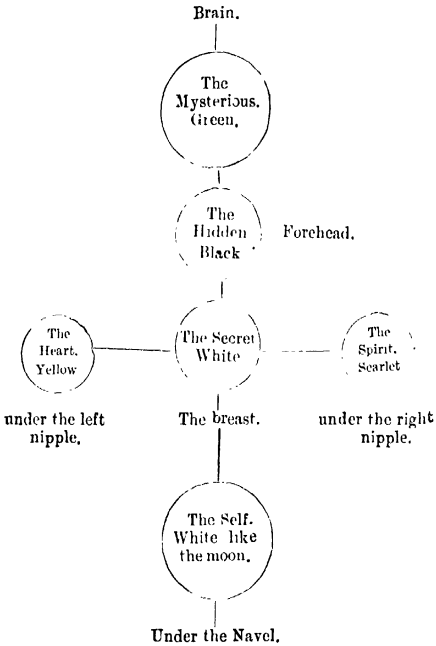 Brain.
The
Mysterious.
Green.
The
Hidden
Black
Forehead.
The
Heart.
Yellow
The Secret
White
The
Spirit.
Scarlet
under the left
nipple.
The breast.
under the right
nipple.
The Self.
White like
the moon.
Under the Navel.